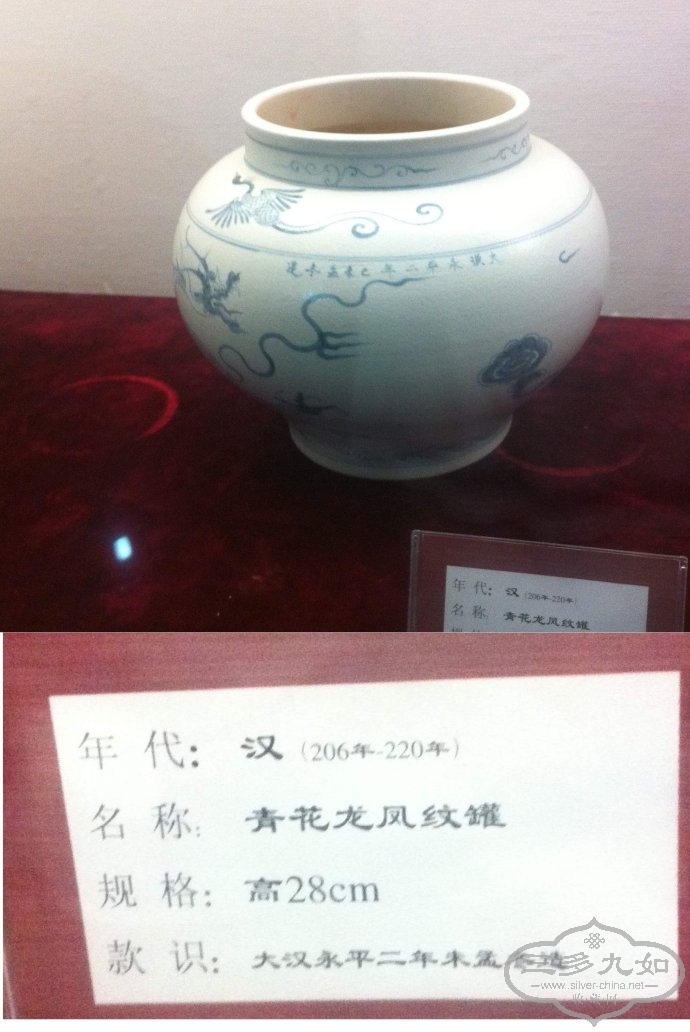 大漢永平二年
年 代：汉（206年-220年）
名 称：青花龙凤纹罐
年 代：汉（206年-220年）
名 称：青花龙凤纹罐
规 格：高28cm
款 识：大汉永平二年朱孟
三多九如
www.silver-china.net